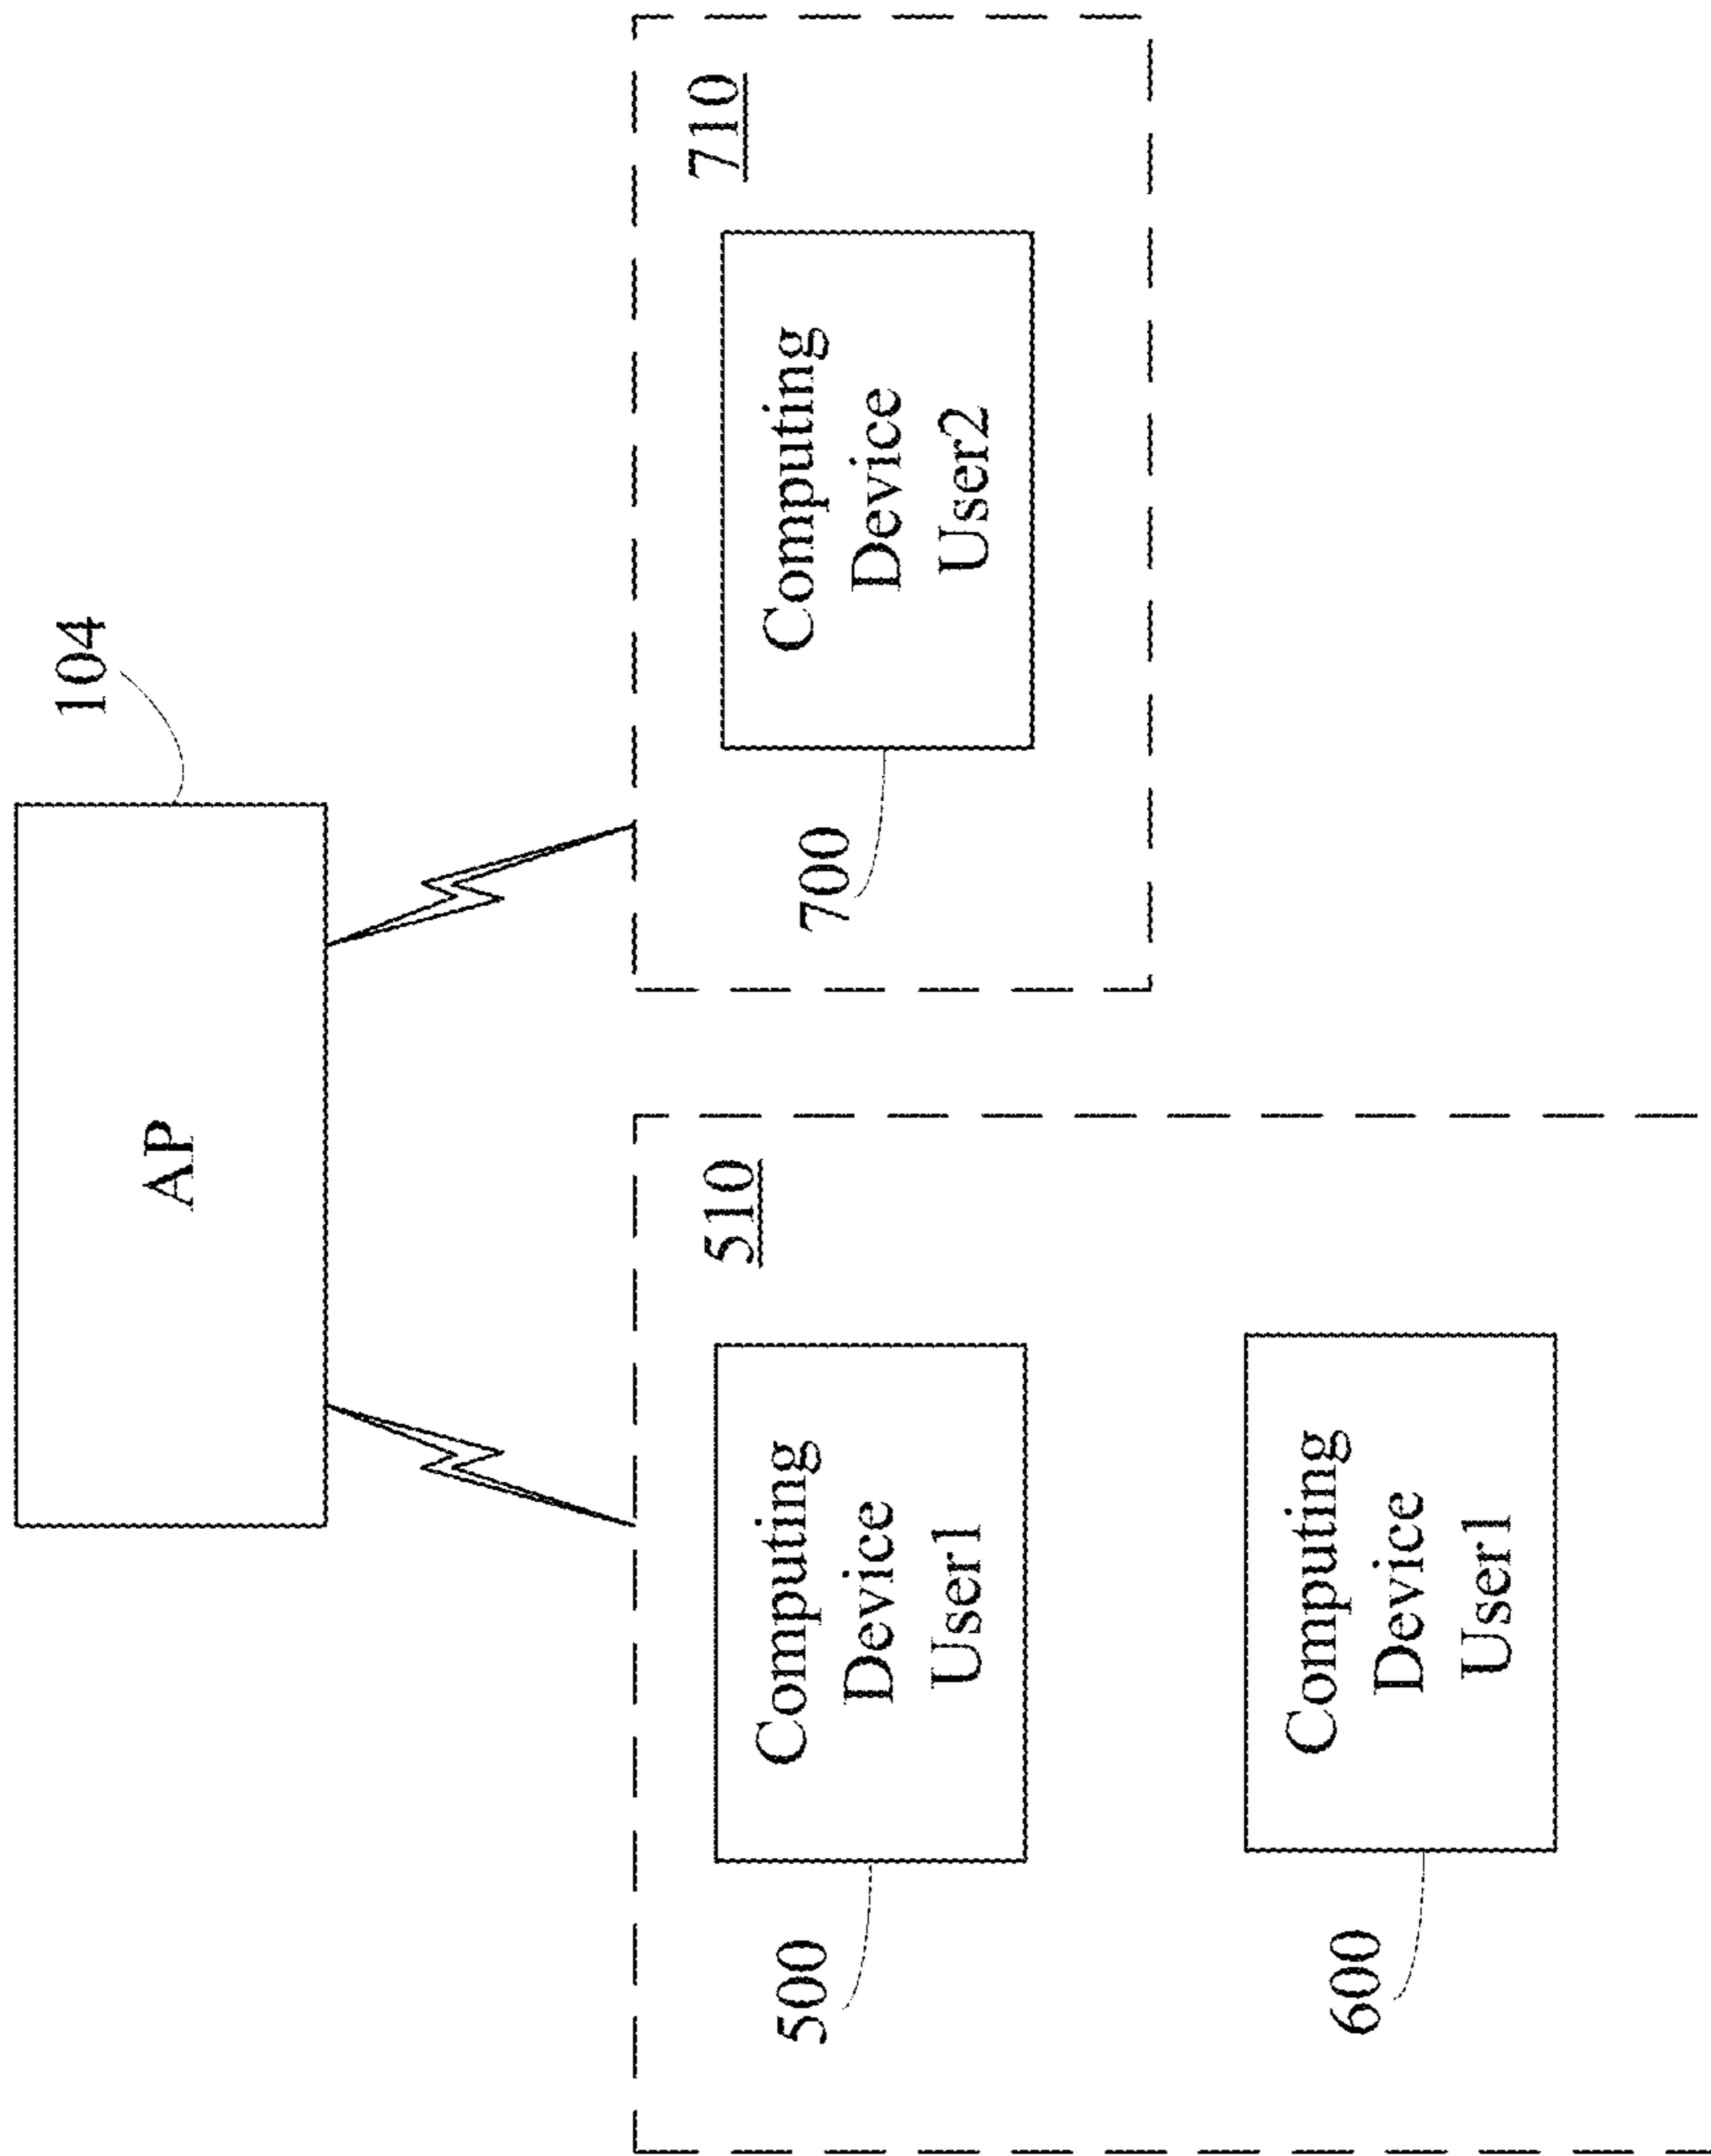 AP
104
510
500
Computing
Device
User1
600
Computing
Device
User1
710
700
Computing
Device
User2